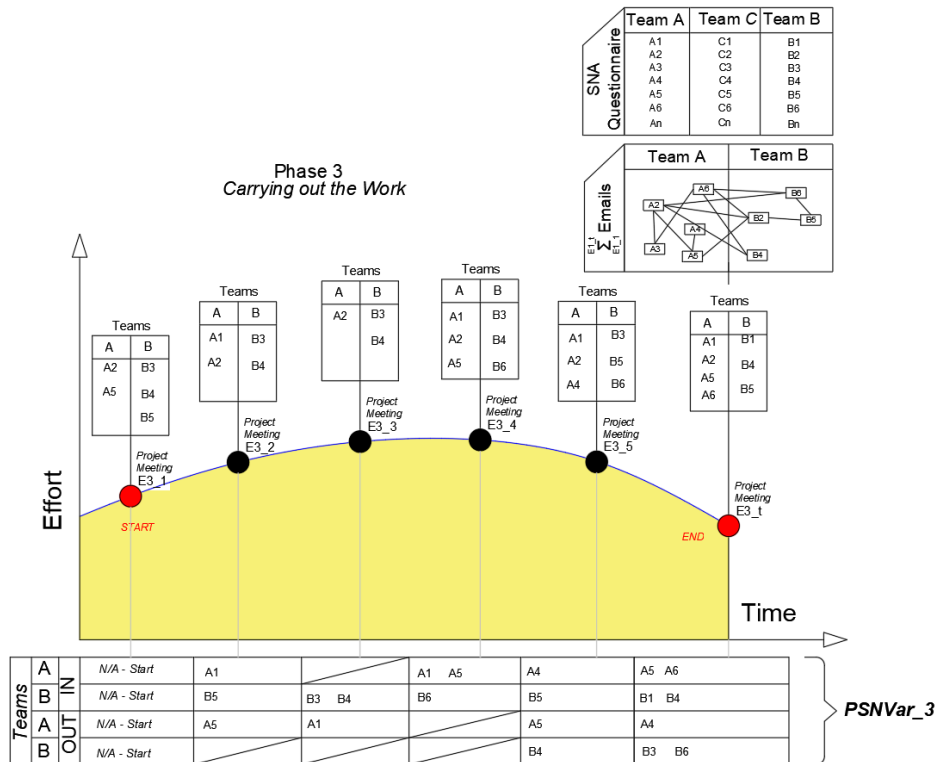 Team A Team C Team B
SNA Questionnaire
A1 C1 B1
A2 C2 B2
A3 C3 B3
A4 C4 B4
A5 C5 B5
A6 C6 B6
An Cn Bn
Team A Team B
E1_t
Σ Emails
E1_1
A6
B6
A2
B2
B5
A4
A3
A5
B4
Phase 3
Carrying out the Work
Teams
A B
A2 B3
A5 B4
B5
Project
Meeting
E3_1
START
Teams
A B
A1 B3
A2 B4
Project
Meeting
E3_2
Teams
A B
A2 B3
B4
Project
Meeting
E3_3
Teams
A B
A1 B3
A2 B4
A5 B6
Project
Meeting
E3_4
Teams
A B
A1 B3
A2 B5
A4 B6
Project
Meeting
E3_5
Teams
A B
A1 B1
A2 B4
A5 B5
A6
Project
Meeting
E3_t
END
Effort
Time
Teams
IN
OUT
A N/A - Start A1 A1 A5 A4 A5 A6
B N/A - Start B5 B3 B4 B6 B5 B1 B4
A N/A - Start A5 A1 A5 A4
B N/A - Start B4 B3 B6
PSNVar_3